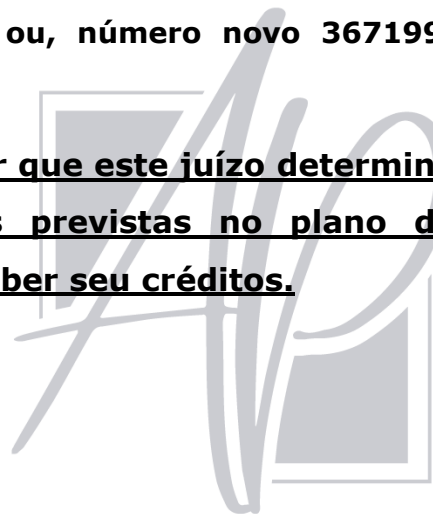 ou, número novo 367199
r que este juízo determin
s previstas no plano d
ber seu créditos.